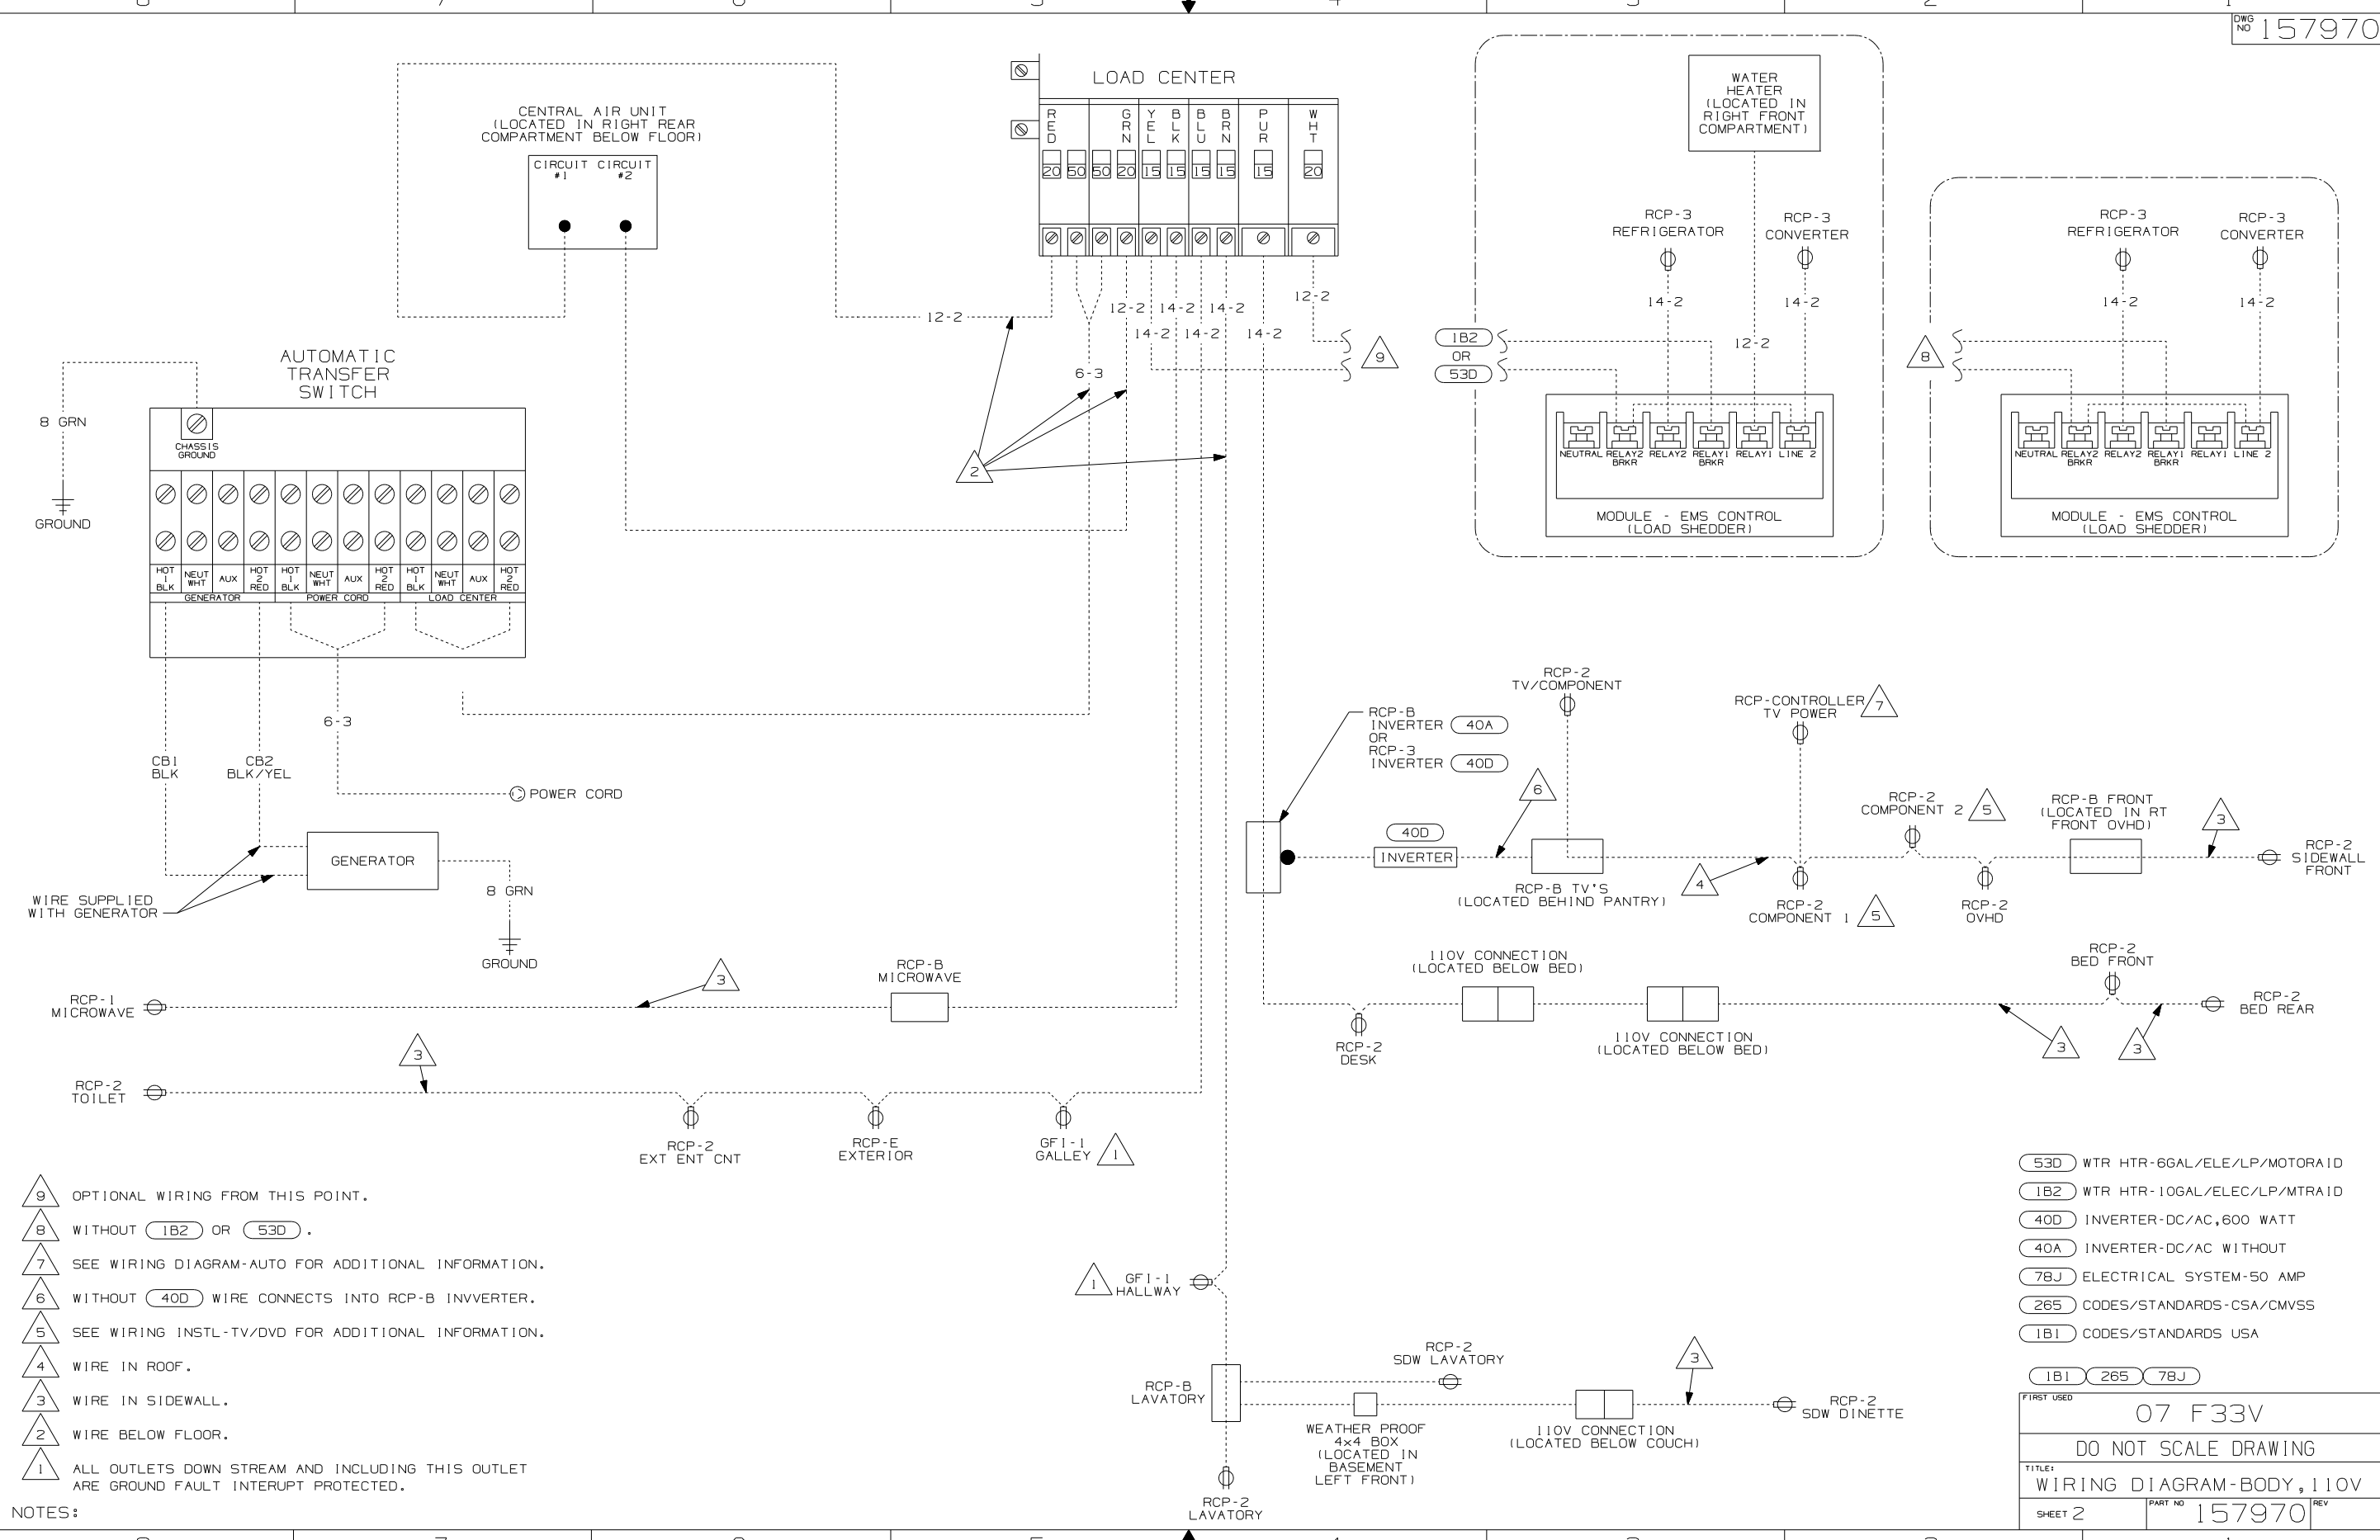 DWG NO 157970
LOAD CENTER
RED
GRN
YEL
BLK
BLU
BRN
PUR
WHT
20 50 50 20 15 15 15 15 15 20
CENTRAL AIR UNIT
(LOCATED IN RIGHT REAR
COMPARTMENT BELOW FLOOR)
CIRCUIT #1
CIRCUIT #2
WATER
HEATER
(LOCATED IN
RIGHT FRONT
COMPARTMENT)
RCP-3
REFRIGERATOR
RCP-3
CONVERTER
RCP-3
REFRIGERATOR
RCP-3
CONVERTER
12-2
12-2 14-2 14-2
14-2 14-2 14-2
12-2
6-3
9
2
1B2
OR
53D
14-2
14-2
12-2
8
14-2
14-2
NEUTRAL RELAY2 BRKR RELAY2 RELAY1 BRKR RELAY1 LINE 2
MODULE - EMS CONTROL
(LOAD SHEDDER)
NEUTRAL RELAY2 BRKR RELAY2 RELAY1 BRKR RELAY1 LINE 2
MODULE - EMS CONTROL
(LOAD SHEDDER)
AUTOMATIC
TRANSFER
SWITCH
8 GRN
GROUND
CHASSIS
GROUND
HOT 1 BLK NEUT WHT AUX HOT 2 RED HOT 1 BLK NEUT WHT AUX HOT 2 RED HOT 1 BLK NEUT WHT AUX HOT 2 RED
GENERATOR POWER CORD LOAD CENTER
6-3
CB1
BLK
CB2
BLK/YEL
POWER CORD
GENERATOR
8 GRN
GROUND
WIRE SUPPLIED
WITH GENERATOR
RCP-B
INVERTER 40A
OR
RCP-3
INVERTER 40D
RCP-2
TV/COMPONENT
RCP-CONTROLLER
TV POWER
7
6
40D
INVERTER
RCP-B TV'S
(LOCATED BEHIND PANTRY)
4
RCP-2
COMPONENT 2
5
RCP-2
COMPONENT 1
5
RCP-2
OVHD
RCP-B FRONT
(LOCATED IN RT
FRONT OVHD)
3
RCP-2
SIDEWALL
FRONT
RCP-1
MICROWAVE
3
RCP-B
MICROWAVE
110V CONNECTION
(LOCATED BELOW BED)
RCP-2
DESK
110V CONNECTION
(LOCATED BELOW BED)
RCP-2
BED FRONT
3
3
RCP-2
BED REAR
RCP-2
TOILET
3
RCP-2
EXT ENT CNT
RCP-E
EXTERIOR
GFI-1
GALLEY
1
1
GFI-1
HALLWAY
RCP-B
LAVATORY
RCP-2
SDW LAVATORY
WEATHER PROOF
4x4 BOX
(LOCATED IN
BASEMENT
LEFT FRONT)
110V CONNECTION
(LOCATED BELOW COUCH)
3
RCP-2
SDW DINETTE
RCP-2
LAVATORY
9 OPTIONAL WIRING FROM THIS POINT.
8 WITHOUT 1B2 OR 53D .
7 SEE WIRING DIAGRAM-AUTO FOR ADDITIONAL INFORMATION.
6 WITHOUT 40D WIRE CONNECTS INTO RCP-B INVVERTER.
5 SEE WIRING INSTL-TV/DVD FOR ADDITIONAL INFORMATION.
4 WIRE IN ROOF.
3 WIRE IN SIDEWALL.
2 WIRE BELOW FLOOR.
1 ALL OUTLETS DOWN STREAM AND INCLUDING THIS OUTLET
ARE GROUND FAULT INTERUPT PROTECTED.
NOTES:
53D WTR HTR-6GAL/ELE/LP/MOTORAID
1B2 WTR HTR-10GAL/ELEC/LP/MTRAID
40D INVERTER-DC/AC,600 WATT
40A INVERTER-DC/AC WITHOUT
78J ELECTRICAL SYSTEM-50 AMP
265 CODES/STANDARDS-CSA/CMVSS
1B1 CODES/STANDARDS USA
1B1 265 78J
FIRST USED
07 F33V
DO NOT SCALE DRAWING
TITLE:
WIRING DIAGRAM-BODY,110V
SHEET 2 PART NO 157970 REV